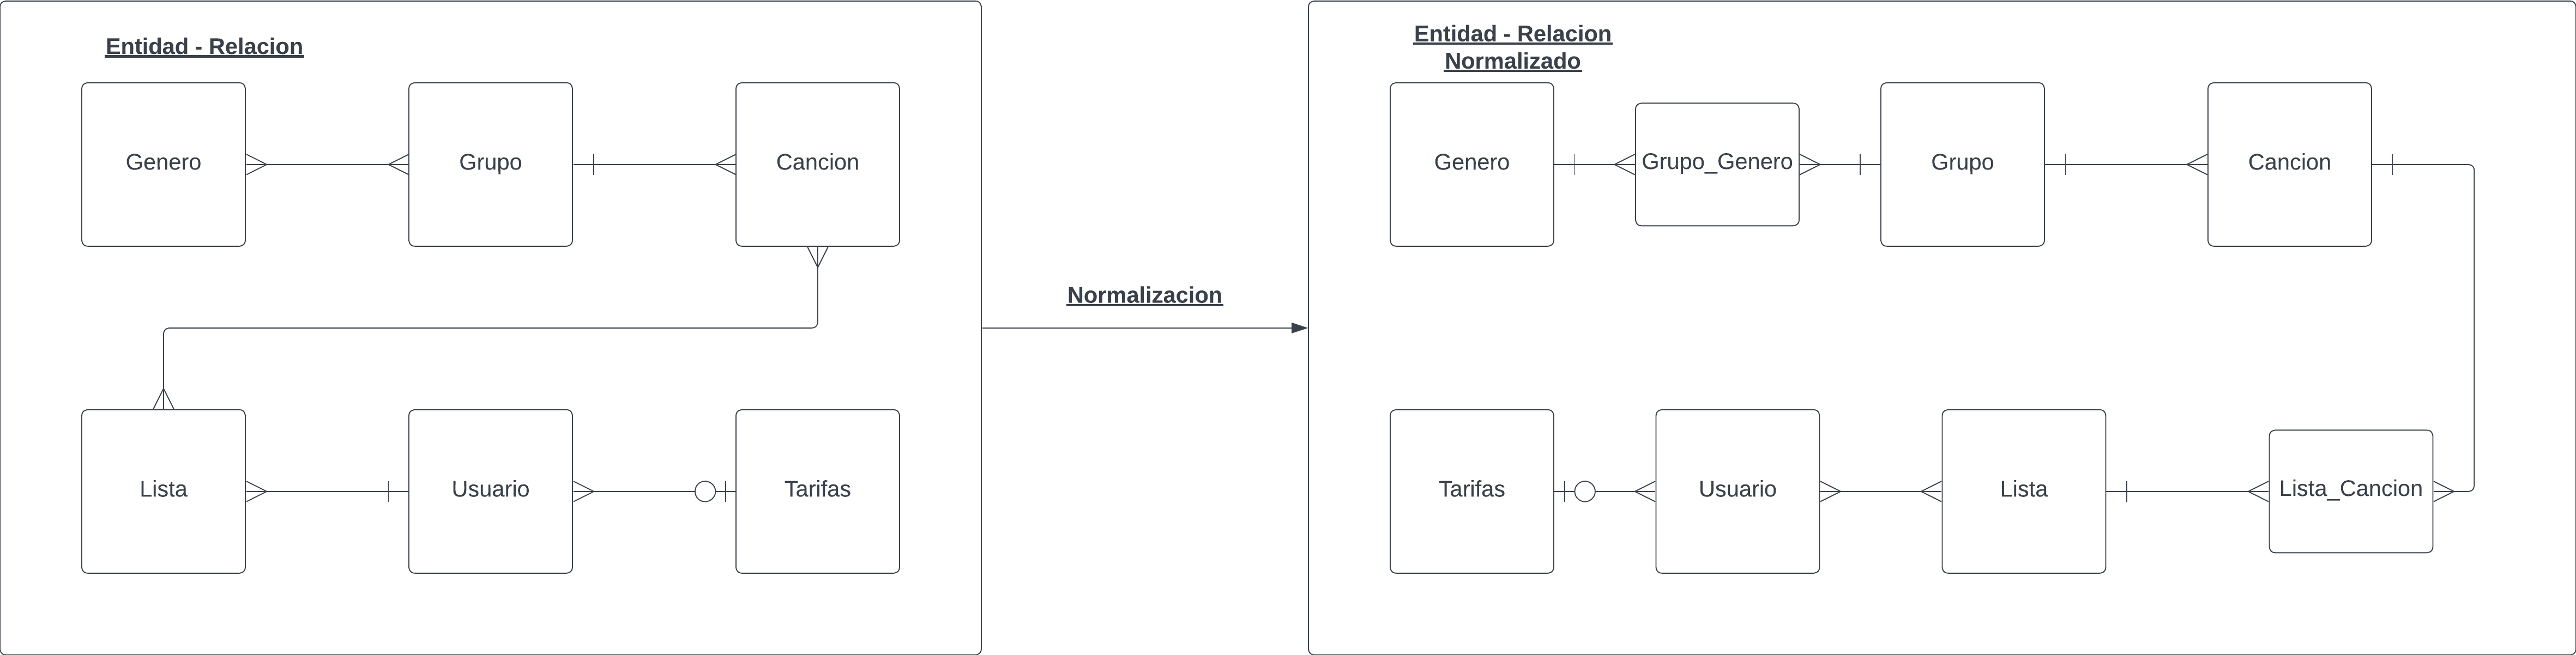 Entidad - Relacion
Genero
Grupo
Cancion
Lista
Usuario
Tarifas
Normalizacion
Entidad - Relacion
Normalizado
Genero
Grupo_Genero
Grupo
Cancion
Tarifas
Usuario
Lista
Lista_Cancion